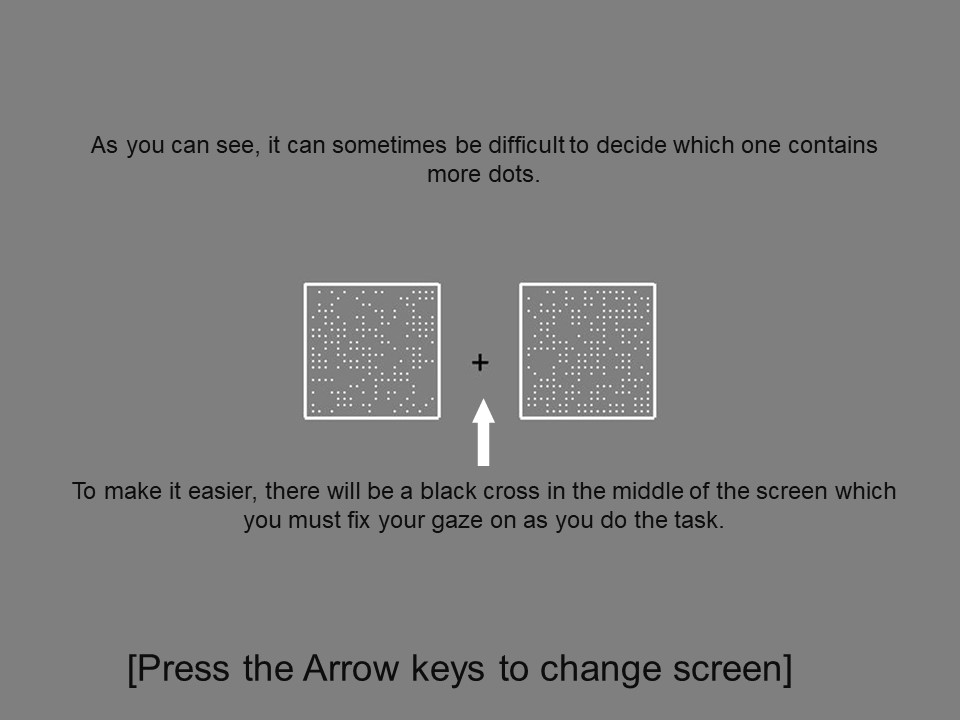 As you can see, it can sometimes be difficult to decide which one contains
more dots.
+
To make it easier, there will be a black cross in the middle of the screen which
you must fix your gaze on as you do the task.
[Press the Arrow keys to change screen]